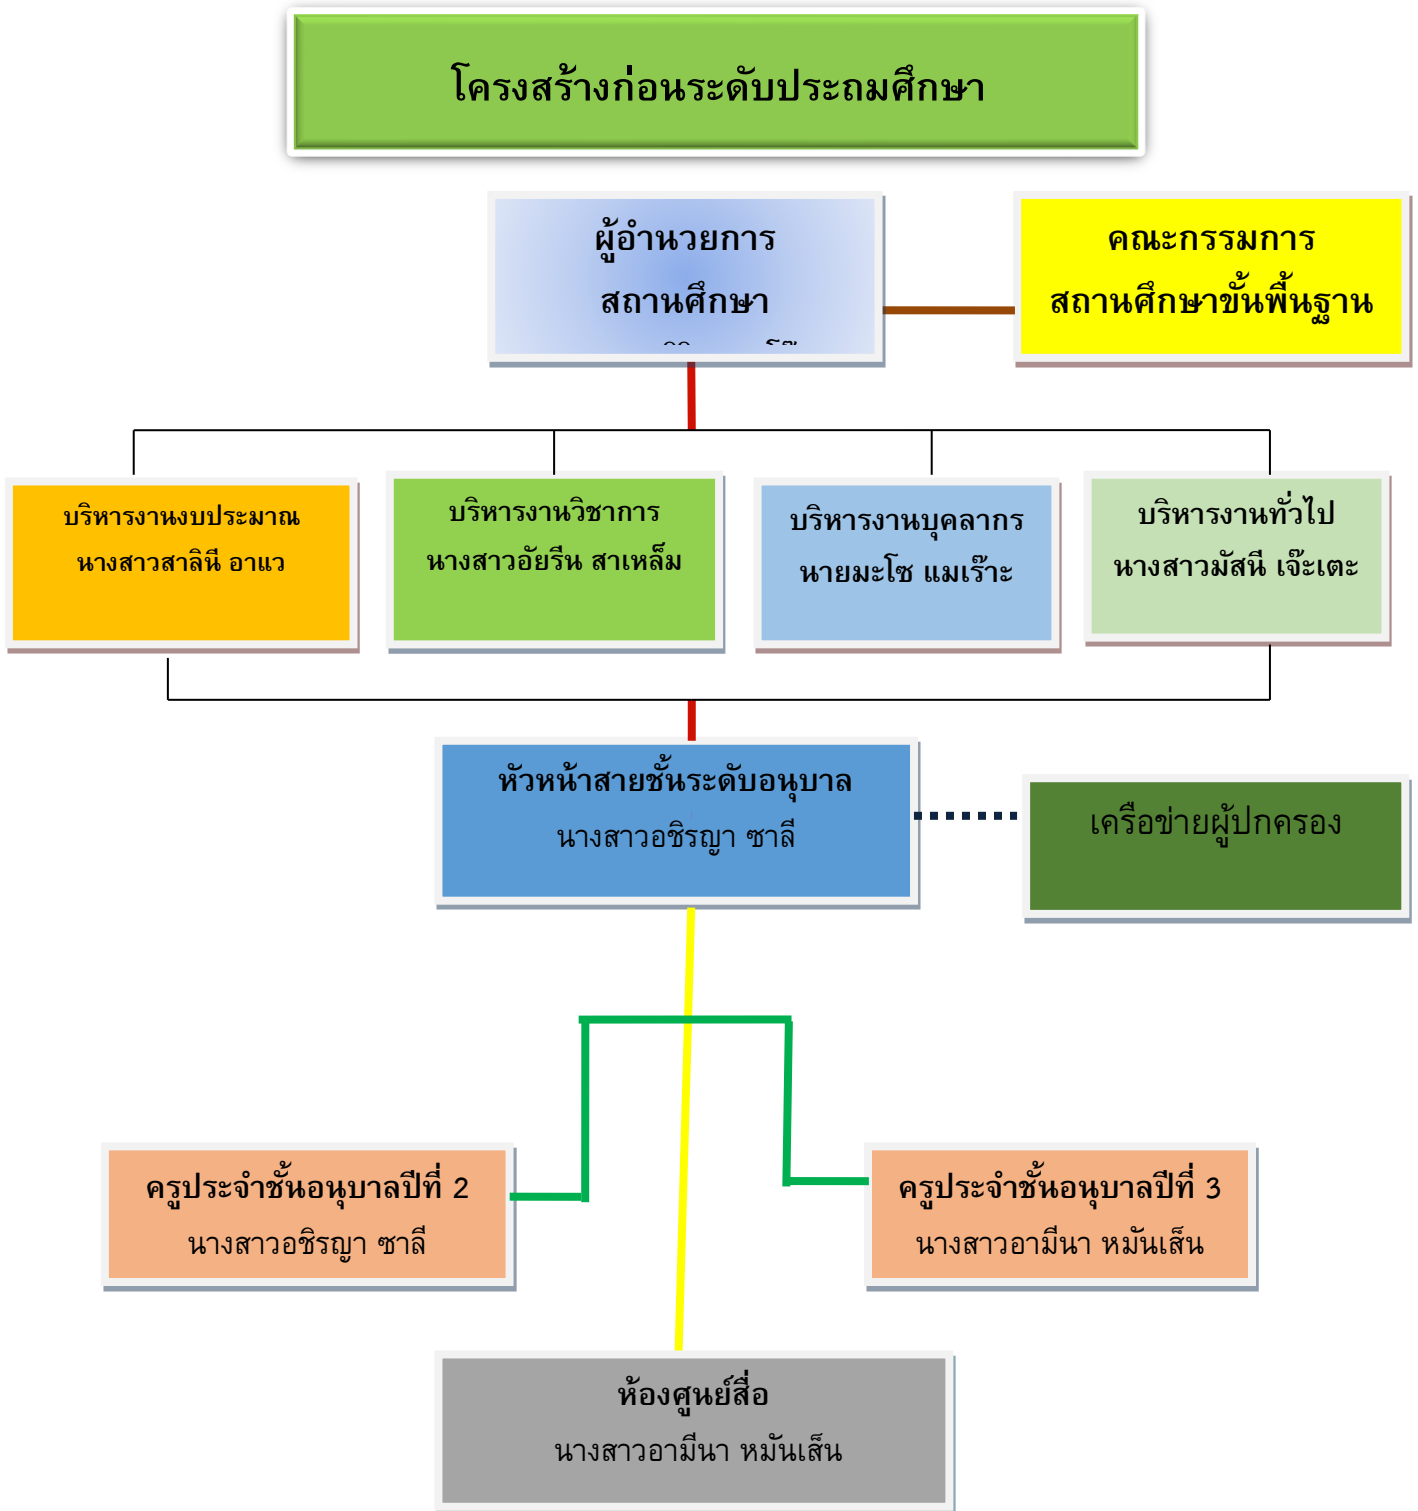 โครงสร้างก่อนระดับประถมศึกษา
ผู้อำนวยการ
สถานศึกษา
คณะกรรมการ
สถานศึกษาขั้นพื้นฐาน
บริหารงานงบประมาณ
นางสาวสาลินี อาแว
บริหารงานวิชาการ
นางสาวอัยรีน สาเหล็ม
บริหารงานบุคลากร
นายมะโซ แมเร๊าะ
บริหารงานทั่วไป
นางสาวมัสนี เจ๊ะเตะ
หัวหน้าสายชั้นระดับอนุบาล
นางสาวอชิรญา ซาลี
เครือข่ายผู้ปกครอง
ครูประจำชั้นอนุบาลปีที่ 2
นางสาวอชิรญา ซาลี
ครูประจำชั้นอนุบาลปีที่ 3
นางสาวอามีนา หมันเส็น
ห้องศูนย์สื่อ
นางสาวอามีนา หมันเส็น